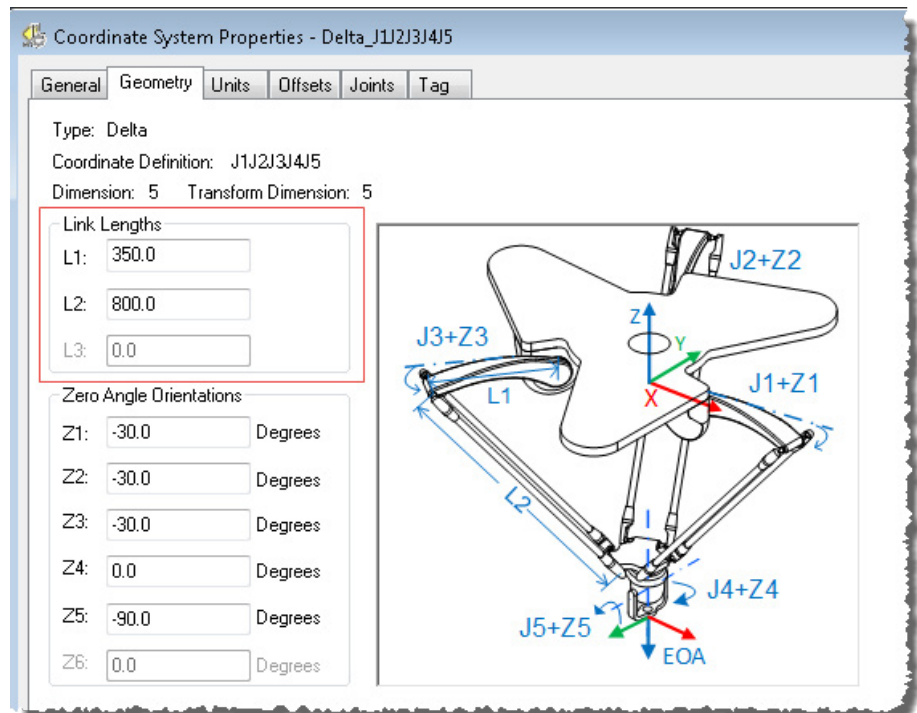 Coordinate System Properties - Delta_J1J2J3J4J5
General Geometry Units Offsets Joints Tag
Type: Delta
Coordinate Definition: J1J2J3J4J5
Dimension: 5 Transform Dimension: 5
Link Lengths
L1: 350.0
L2: 800.0
L3: 0.0
Zero Angle Orientations
Z1: -30.0 Degrees
Z2: -30.0 Degrees
Z3: -30.0 Degrees
Z4: 0.0 Degrees
Z5: -90.0 Degrees
Z6: 0.0 Degrees
J2+Z2
Z
J3+Z3
Y
J1+Z1
L1
X
L2
J4+Z4
J5+Z5
EOA